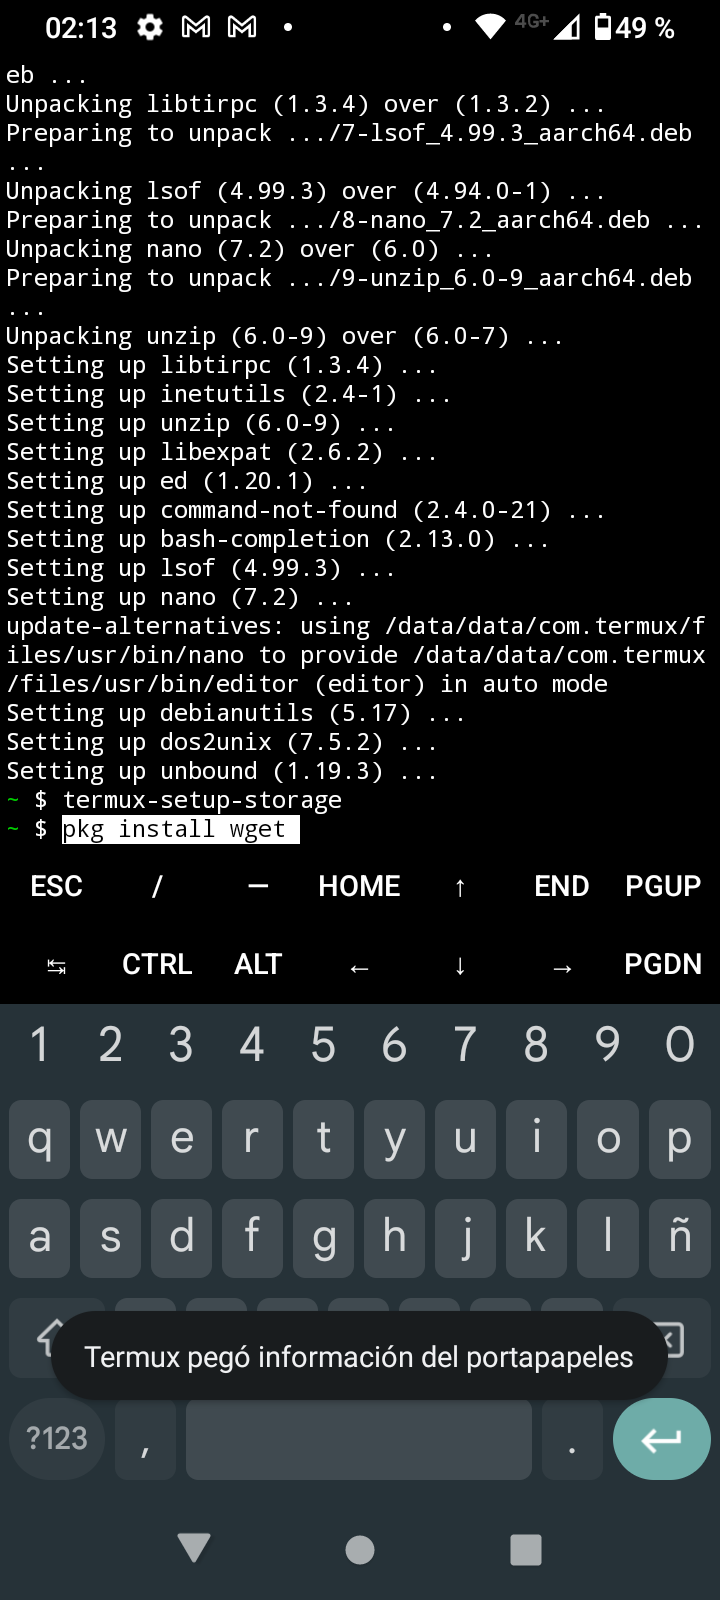 02:13 4G+ 49 %
eb ...
Unpacking libtirpc (1.3.4) over (1.3.2) ...
Preparing to unpack .../7-lsof_4.99.3_aarch64.deb
...
Unpacking lsof (4.99.3) over (4.94.0-1) ...
Preparing to unpack .../8-nano_7.2_aarch64.deb ...
Unpacking nano (7.2) over (6.0) ...
Preparing to unpack .../9-unzip_6.0-9_aarch64.deb
...
Unpacking unzip (6.0-9) over (6.0-7) ...
Setting up libtirpc (1.3.4) ...
Setting up inetutils (2.4-1) ...
Setting up unzip (6.0-9) ...
Setting up libexpat (2.6.2) ...
Setting up ed (1.20.1) ...
Setting up command-not-found (2.4.0-21) ...
Setting up bash-completion (2.13.0) ...
Setting up lsof (4.99.3) ...
Setting up nano (7.2) ...
update-alternatives: using /data/data/com.termux/f
iles/usr/bin/nano to provide /data/data/com.termux
/files/usr/bin/editor (editor) in auto mode
Setting up debianutils (5.17) ...
Setting up dos2unix (7.5.2) ...
Setting up unbound (1.19.3) ...
~ $ termux-setup-storage
~ $ pkg install wget
ESC / — HOME ↑ END PGUP
↹ CTRL ALT ← ↓ → PGDN
1 2 3 4 5 6 7 8 9 0
q w e r t y u i o p
a s d f g h j k l ñ
Termux pegó información del portapapeles
?123 , .